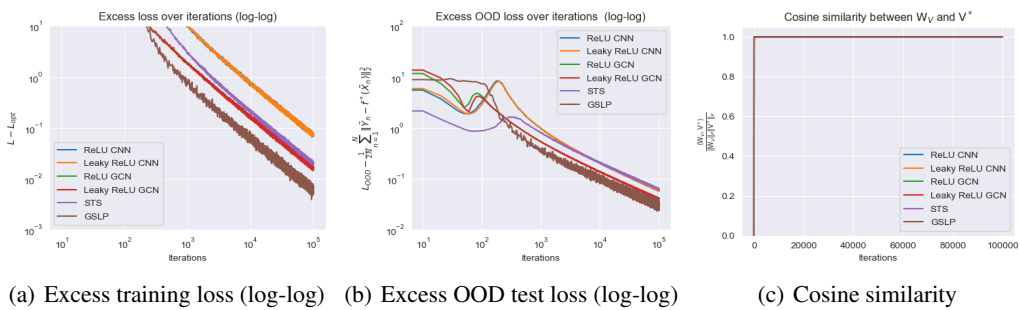 Excess loss over iterations (log-log)
L − L_opt
10^1
10^0
10^-1
10^-2
10^-3
10^1
10^2
10^3
10^4
10^5
Iterations
ReLU CNN
Leaky ReLU CNN
ReLU GCN
Leaky ReLU GCN
STS
GSLP
(a) Excess training loss (log-log)
Excess OOD loss over iterations (log-log)
10^2
10^1
10^0
10^-1
10^-2
10^1
10^2
10^3
10^4
10^5
Iterations
ReLU CNN
Leaky ReLU CNN
ReLU GCN
Leaky ReLU GCN
STS
GSLP
(b) Excess OOD test loss (log-log)
Cosine similarity between W_V and V*
1.0
0.8
0.6
0.4
0.2
0.0
0
20000
40000
60000
80000
100000
Iterations
ReLU CNN
Leaky ReLU CNN
ReLU GCN
Leaky ReLU GCN
STS
GSLP
(c) Cosine similarity